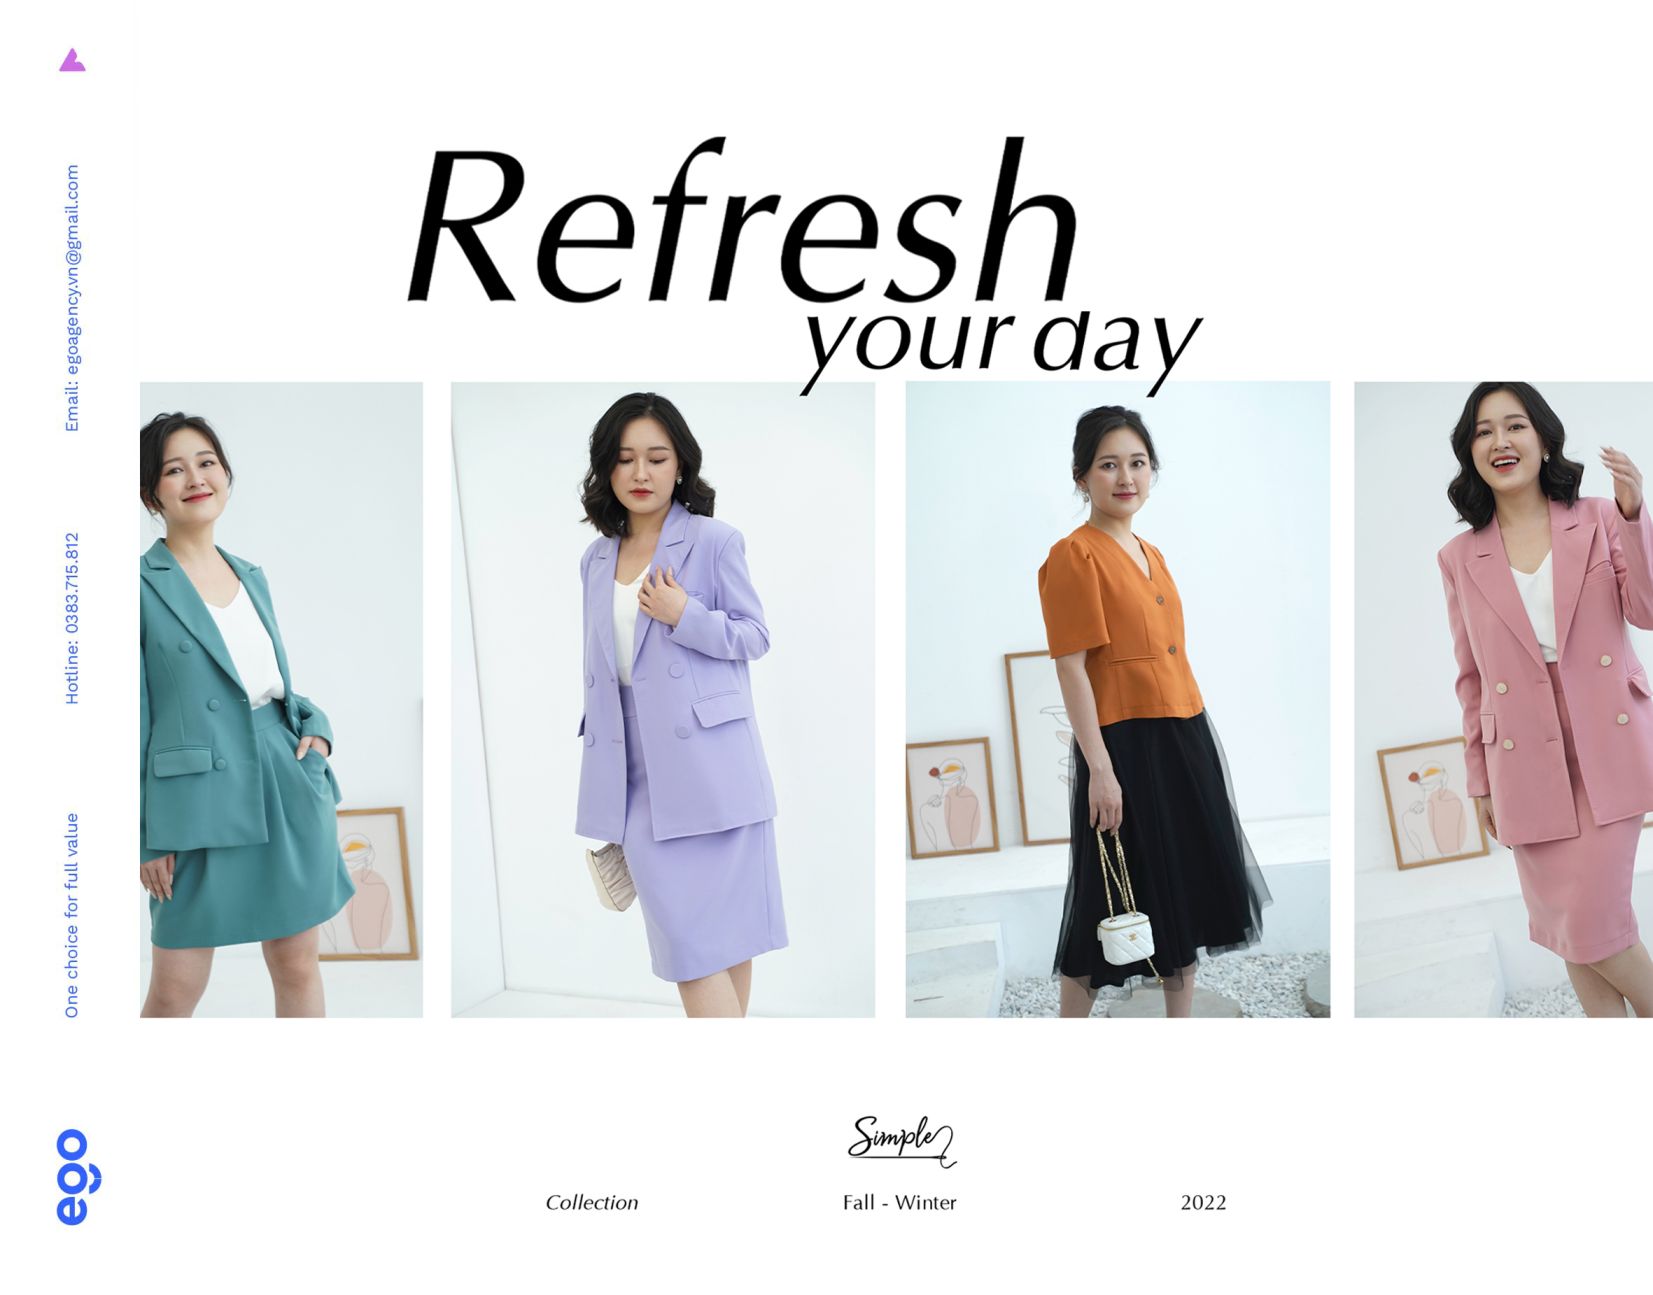 Refresh
your day
Email: egoagency.vn@gmail.com
Hotline: 0383.715.812
One choice for full value
ego
Simple
Collection
Fall - Winter
2022